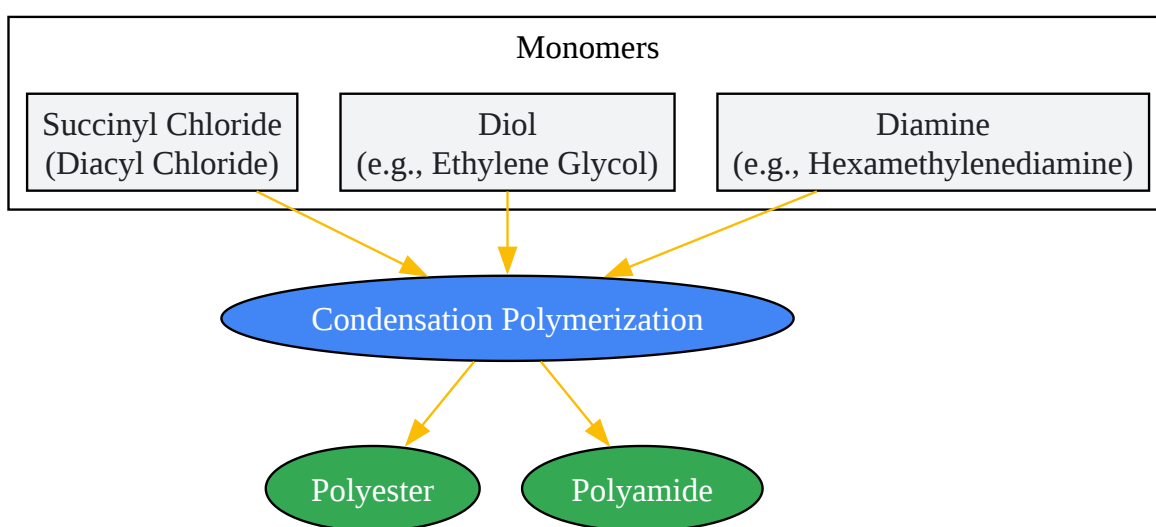 Monomers
Succinyl Chloride
(Diacyl Chloride)
Diol
(e.g., Ethylene Glycol)
Diamine
(e.g., Hexamethylenediamine)
Condensation Polymerization
Polyester
Polyamide